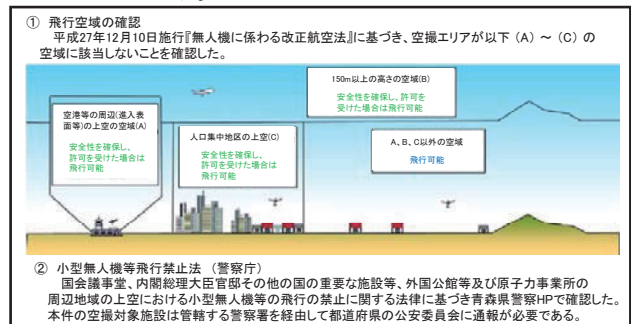 ① 飛行空域の確認
平成27年12月10日施行『無人機に係わる改正航空法』に基づき、空撮エリアが以下（A）～（C）の
空域に該当しないことを確認した。
150m以上の高さの空域(B)
安全性を確保し、許可を
受けた場合は飛行可能
空港等の周辺(進入表
面等)の上空の空域(A)
安全性を確保し、
許可を受けた場合は
飛行可能
人口集中地区の上空(C)
安全性を確保し、
許可を受けた場合は
飛行可能
A、B、C以外の空域
飛行可能
② 小型無人機等飛行禁止法 （警察庁）
国会議事堂、内閣総理大臣官邸その他の国の重要な施設等、外国公館等及び原子力事業所の
周辺地域の上空における小型無人機等の飛行の禁止に関する法律に基づき青森県警察HPで確認した。
本件の空撮対象施設は管轄する警察署を経由して都道府県の公安委員会に通報が必要である。